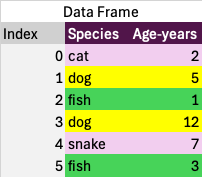 Data Frame
Index Species Age-years
0 cat 2
1 dog 5
2 fish 1
3 dog 12
4 snake 7
5 fish 3